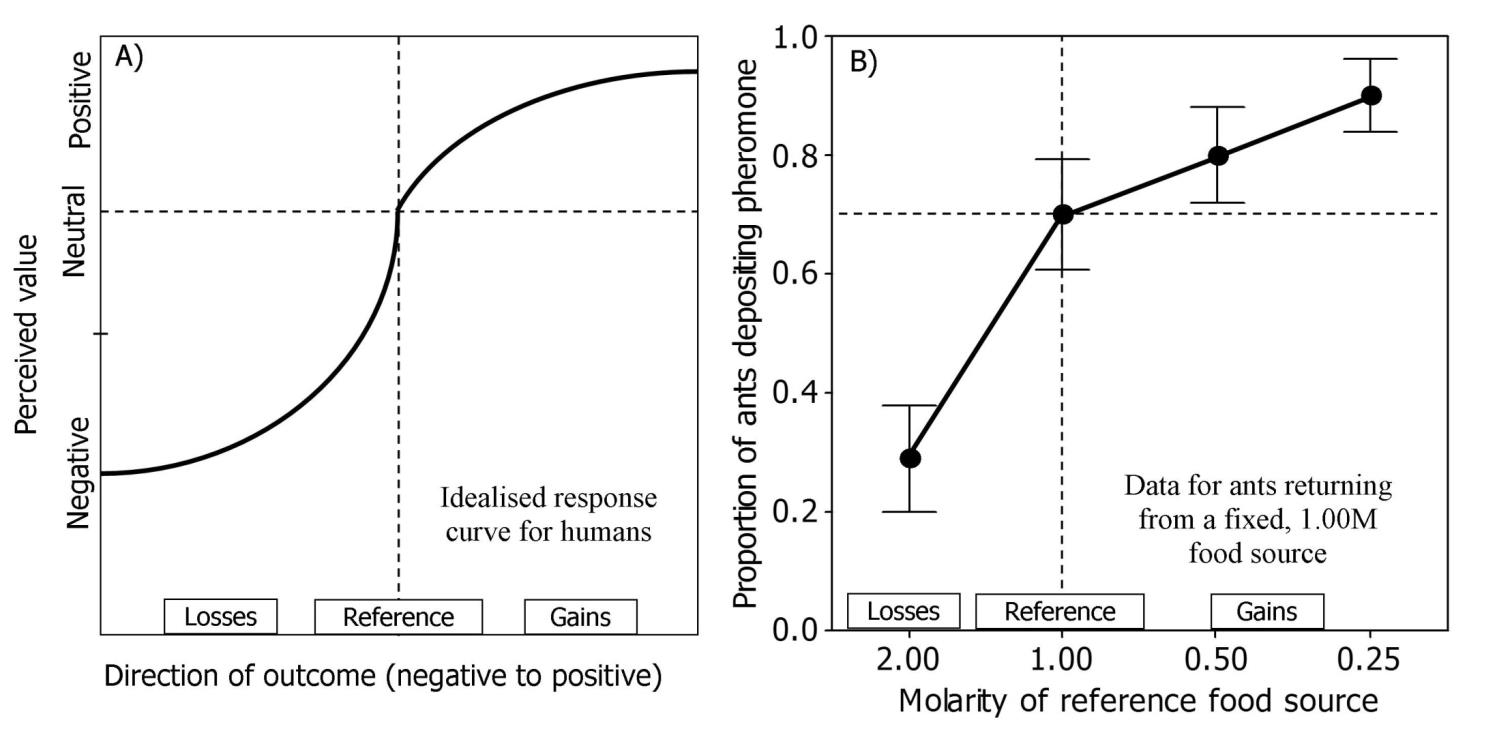 A)
Positive
Neutral
Negative
Perceived value
Idealised response
curve for humans
Losses
Reference
Gains
Direction of outcome (negative to positive)
B)
1.0
0.8
0.6
0.4
0.2
0.0
Proportion of ants depositing pheromone
Data for ants returning
from a fixed, 1.00M
food source
Losses
Reference
Gains
2.00
1.00
0.50
0.25
Molarity of reference food source